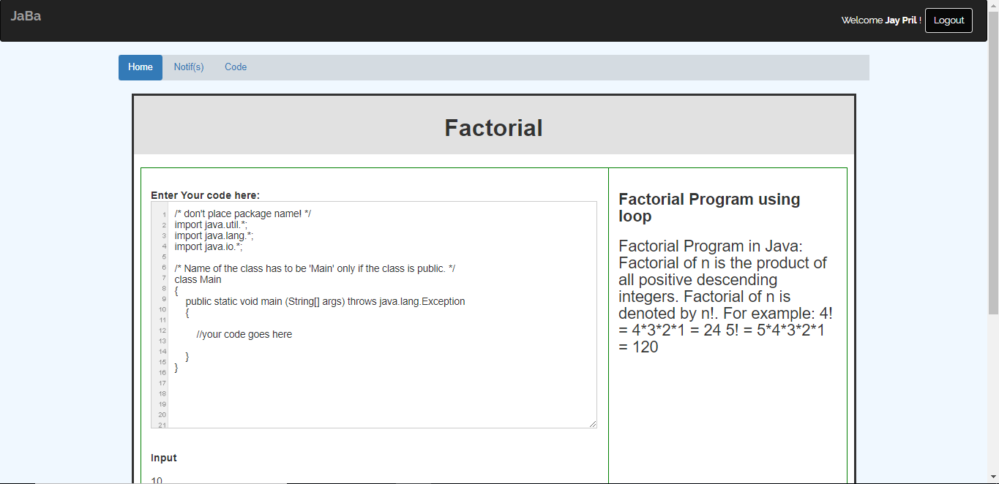 JaBa
Welcome Jay Pril ! Logout
Home Notif(s) Code
Factorial
Enter Your code here:
1 /* don't place package name! */
2 import java.util.*;
3 import java.lang.*;
4 import java.io.*;
5
6 /* Name of the class has to be 'Main' only if the class is public. */
7 class Main
8 {
9 public static void main (String[] args) throws java.lang.Exception
10 {
11
12 //your code goes here
13
14 }
15 }
16
17
18
19
20
21
Input
10
Factorial Program using
loop
Factorial Program in Java:
Factorial of n is the product of
all positive descending
integers. Factorial of n is
denoted by n!. For example: 4!
= 4*3*2*1 = 24 5! = 5*4*3*2*1
= 120